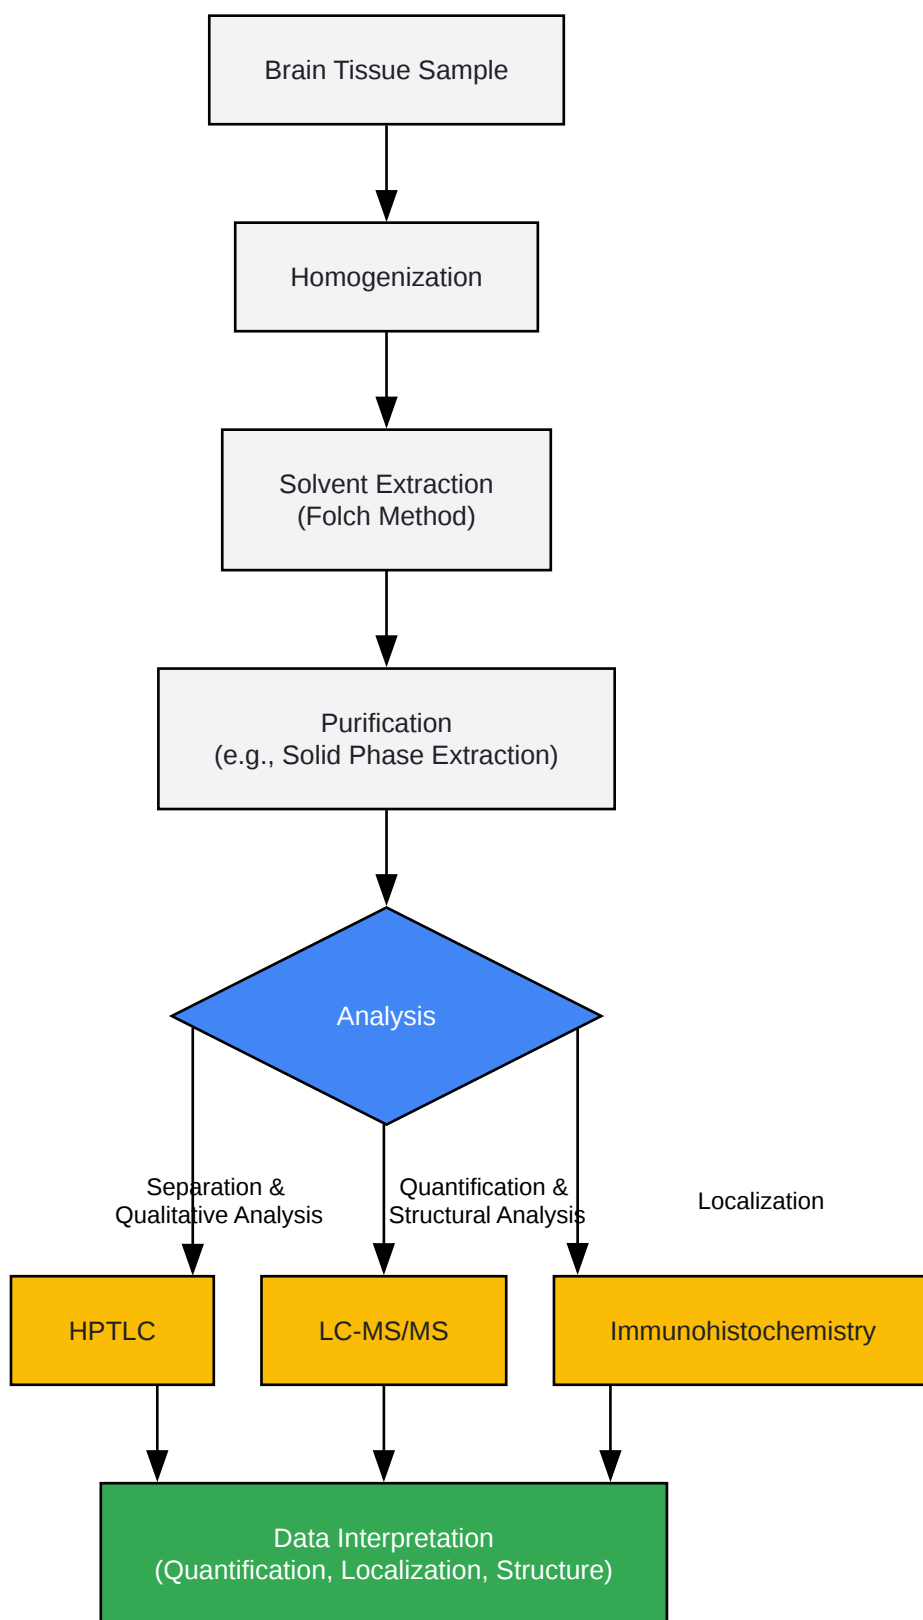 Brain Tissue Sample
Homogenization
Solvent Extraction
(Folch Method)
Purification
(e.g., Solid Phase Extraction)
Analysis
Separation &
Qualitative Analysis
Quantification &
Structural Analysis
Localization
HPTLC
LC-MS/MS
Immunohistochemistry
Data Interpretation
(Quantification, Localization, Structure)